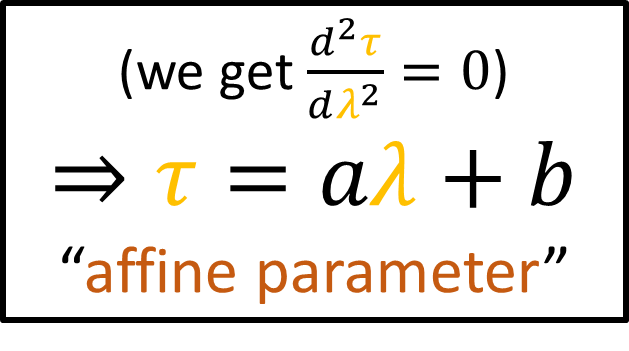 (we get d²τ/dλ² = 0)
⇒ τ = aλ + b
“affine parameter”